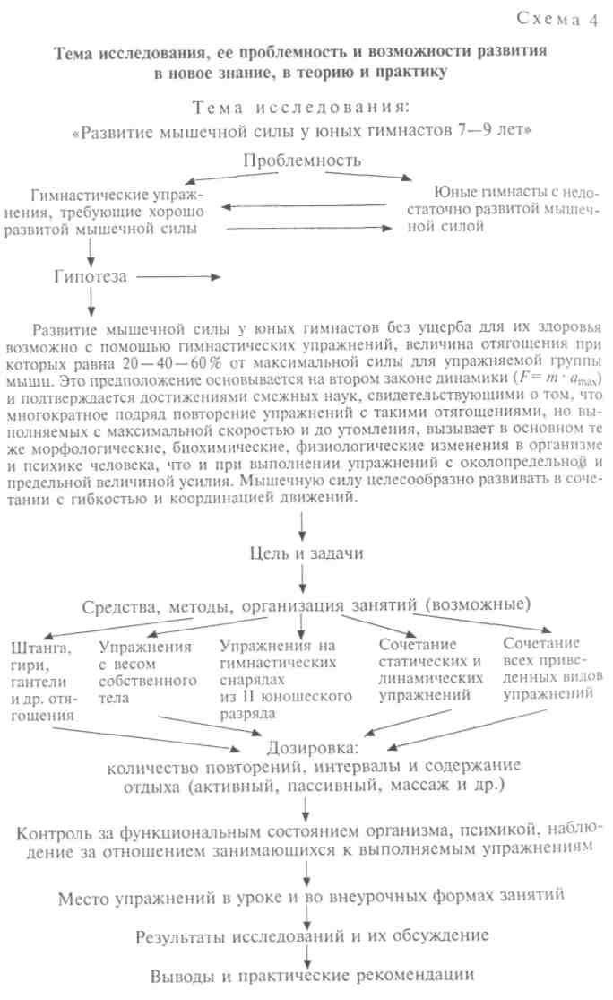 Схема 4
Тема исследования, ее проблемность и возможности развития
в новое знание, в теорию и практику
Тема исследования:
«Развитие мышечной силы у юных гимнастов 7—9 лет»
Проблемность
Гимнастические упраж-
нения, требующие хорошо
развитой мышечной силы
Юные гимнасты с недо-
статочно развитой мышеч-
ной силой
Гипотеза
Развитие мышечной силы у юных гимнастов без ущерба для их здоровья
возможно с помощью гимнастических упражнений, величина отягощения при
которых равна 20—40—60% от максимальной силы для упражняемой группы
мышц. Это предположение основывается на втором законе динамики (F = m · amax)
и подтверждается достижениями смежных наук, свидетельствующими о том, что
многократное подряд повторение упражнений с такими отягощениями, но вы-
полняемых с максимальной скоростью и до утомления, вызывает в основном те
же морфологические, биохимические, физиологические изменения в организме
и психике человека, что и при выполнении упражнений с околопредельной и
предельной величиной усилия. Мышечную силу целесообразно развивать в соче-
тании с гибкостью и координацией движений.
Цель и задачи
Средства, методы, организация занятий (возможные)
Штанга,
гири,
гантели
и др. отя-
гощения
Упражнения
с весом
собственного
тела
Упражнения на
гимнастических
снарядах
из II юношеского
разряда
Сочетание
статических и
динамических
упражнений
Сочетание
всех приве-
денных видов
упражнений
Дозировка:
количество повторений, интервалы и содержание
отдыха (активный, пассивный, массаж и др.)
Контроль за функциональным состоянием организма, психикой, наблю-
дение за отношением занимающихся к выполняемым упражнениям
Место упражнений в уроке и во внеурочных формах занятий
Результаты исследований и их обсуждение
Выводы и практические рекомендации